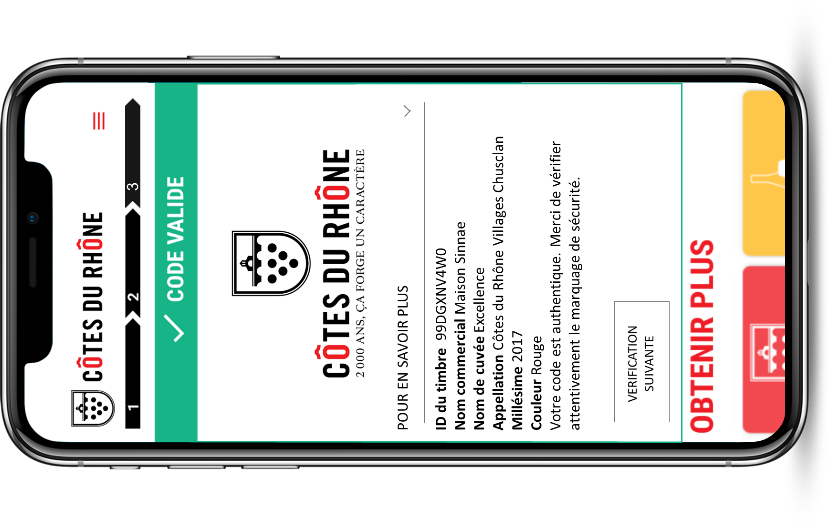 CÔTES DU RHÔNE
1 2 3
CODE VALIDE
CÔTES DU RHÔNE
2 000 ANS, ÇA FORGE UN CARACTÈRE
POUR EN SAVOIR PLUS
ID du timbre 99DGXNV4W0
Nom commercial Maison Sinnae
Nom de cuvée Excellence
Appellation Côtes du Rhône Villages Chusclan
Millésime 2017
Couleur Rouge
Votre code est authentique. Merci de vérifier
attentivement le marquage de sécurité.
VERIFICATION
SUIVANTE
OBTENIR PLUS